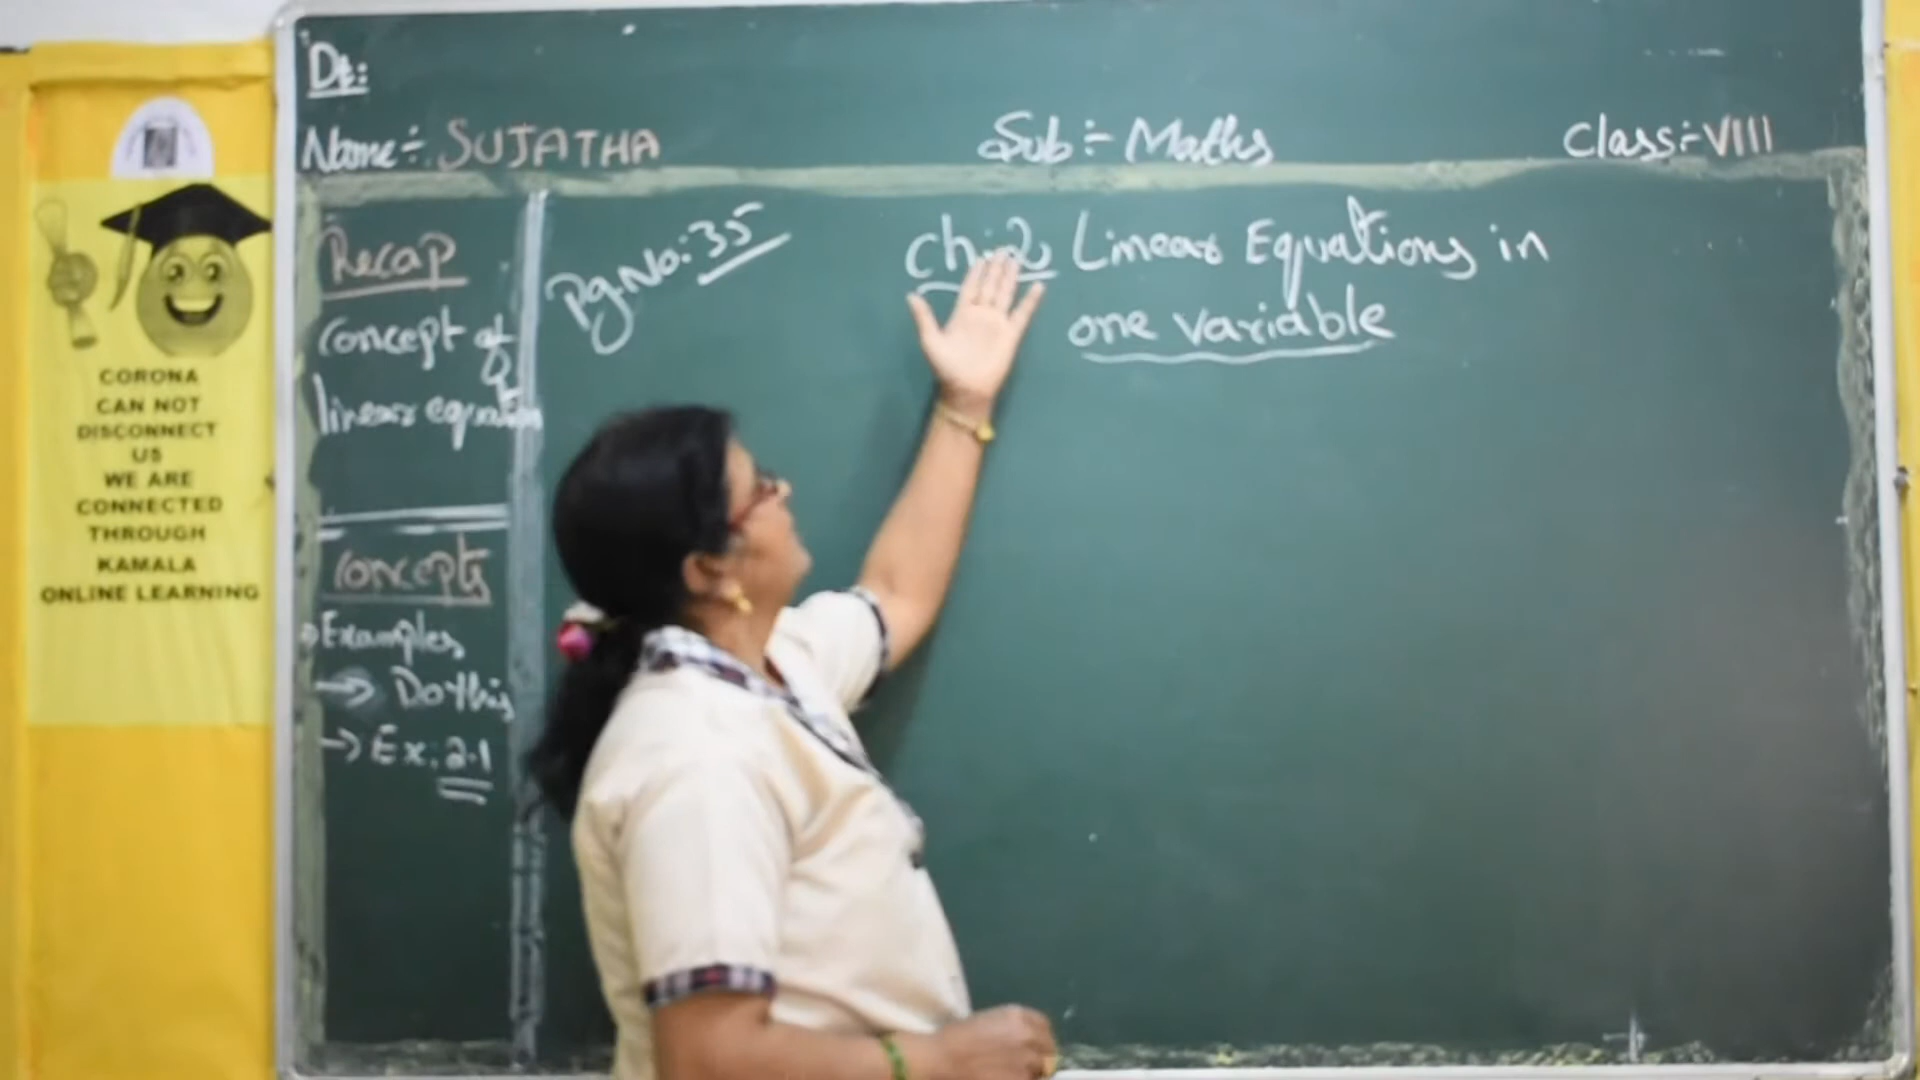 Dt:
Name:- SUJATHA
Sub:- Maths
Class:- VIII
Recap
Concept of
linear equation
Concepts
Examples
→ Do this
→ Ex: 2.1
Pg.No: 35
Ch:-2 Linear Equations in
one variable
CORONA
CAN NOT
DISCONNECT
US
WE ARE
CONNECTED
THROUGH
KAMALA
ONLINE LEARNING